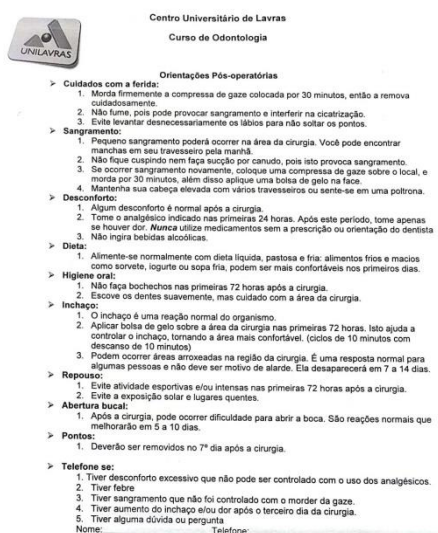 Centro Universitário de Lavras
Curso de Odontologia
UNILAVRAS
Orientações Pós-operatórias
➢ Cuidados com a ferida:
1. Morda firmemente a compressa de gaze colocada por 30 minutos, então a remova
cuidadosamente.
2. Não fume, pois pode provocar sangramento e interferir na cicatrização.
3. Evite levantar desnecessariamente os lábios para não soltar os pontos.
➢ Sangramento:
1. Pequeno sangramento poderá ocorrer na área da cirurgia. Você pode encontrar
manchas em seu travesseiro pela manhã.
2. Não fique cuspindo nem faça sucção por canudo, pois isto provoca sangramento.
3. Se ocorrer sangramento novamente, coloque uma compressa de gaze sobre o local, e
morda por 30 minutos, além disso aplique uma bolsa de gelo na face.
4. Mantenha sua cabeça elevada com vários travesseiros ou sente-se em uma poltrona.
➢ Desconforto:
1. Algum desconforto é normal após a cirurgia.
2. Tome o analgésico indicado nas primeiras 24 horas. Após este período, tome apenas
se houver dor. Nunca utilize medicamentos sem a prescrição ou orientação do dentista
3. Não ingira bebidas alcoólicas.
➢ Dieta:
1. Alimente-se normalmente com dieta líquida, pastosa e fria: alimentos frios e macios
como sorvete, iogurte ou sopa fria, podem ser mais confortáveis nos primeiros dias.
➢ Higiene oral:
1. Não faça bochechos nas primeiras 72 horas após a cirurgia.
2. Escove os dentes suavemente, mas cuidado com a área da cirurgia.
➢ Inchaço:
1. O inchaço é uma reação normal do organismo.
2. Aplicar bolsa de gelo sobre a área da cirurgia nas primeiras 72 horas. Isto ajuda a
controlar o inchaço, tornando a área mais confortável. (ciclos de 10 minutos com
descanso de 10 minutos)
3. Podem ocorrer áreas arroxeadas na região da cirurgia. É uma resposta normal para
algumas pessoas e não deve ser motivo de alarde. Ela desaparecerá em 7 a 14 dias.
➢ Repouso:
1. Evite atividade esportivas e/ou intensas nas primeiras 72 horas após a cirurgia.
2. Evite a exposição solar e lugares quentes.
➢ Abertura bucal:
1. Após a cirurgia, pode ocorrer dificuldade para abrir a boca. São reações normais que
melhorarão em 5 a 10 dias.
➢ Pontos:
1. Deverão ser removidos no 7º dia após a cirurgia.
➢ Telefone se:
1. Tiver desconforto excessivo que não pode ser controlado com o uso dos analgésicos.
2. Tiver febre
3. Tiver sangramento que não foi controlado com o morder da gaze.
4. Tiver aumento do inchaço e/ou dor após o terceiro dia da cirurgia.
5. Tiver alguma dúvida ou pergunta
Nome: Telefone: